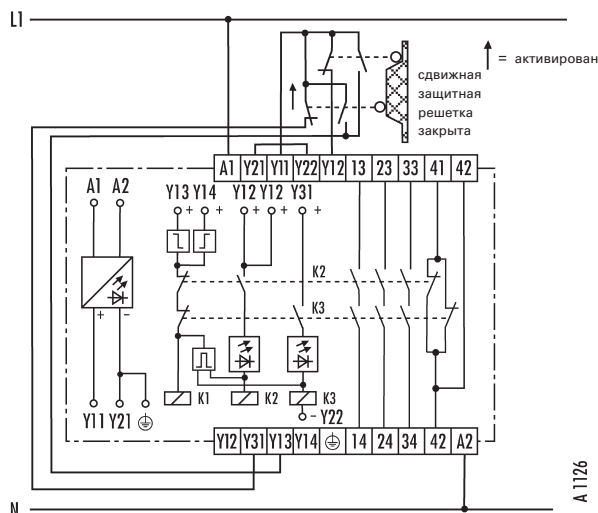 L1
= активирован
сдвижная
защитная
решетка
закрыта
A1 Y21 Y11 Y22 Y12 13 23 33 41 42
A1 A2 Y13 Y14 Y12 Y12 Y31
+ + + + +
K2
K3
+ −
K1 K2 K3
− Y22
Y11 Y21
Y12 Y31 Y13 Y14 14 24 34 42 A2
A 1126
N